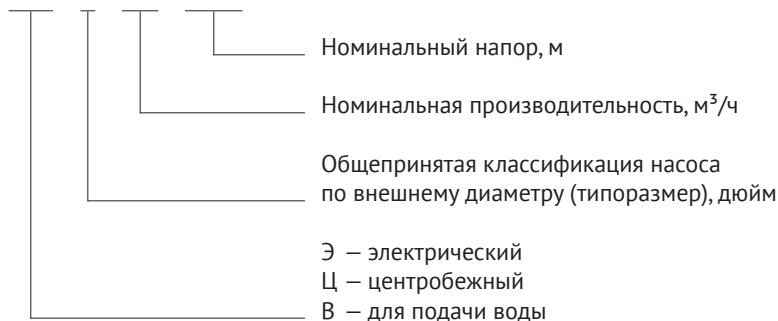 Номинальный напор, м
Номинальная производительность, м³/ч
Общепринятая классификация насоса
по внешнему диаметру (типоразмер), дюйм
Э — электрический
Ц — центробежный
В — для подачи воды